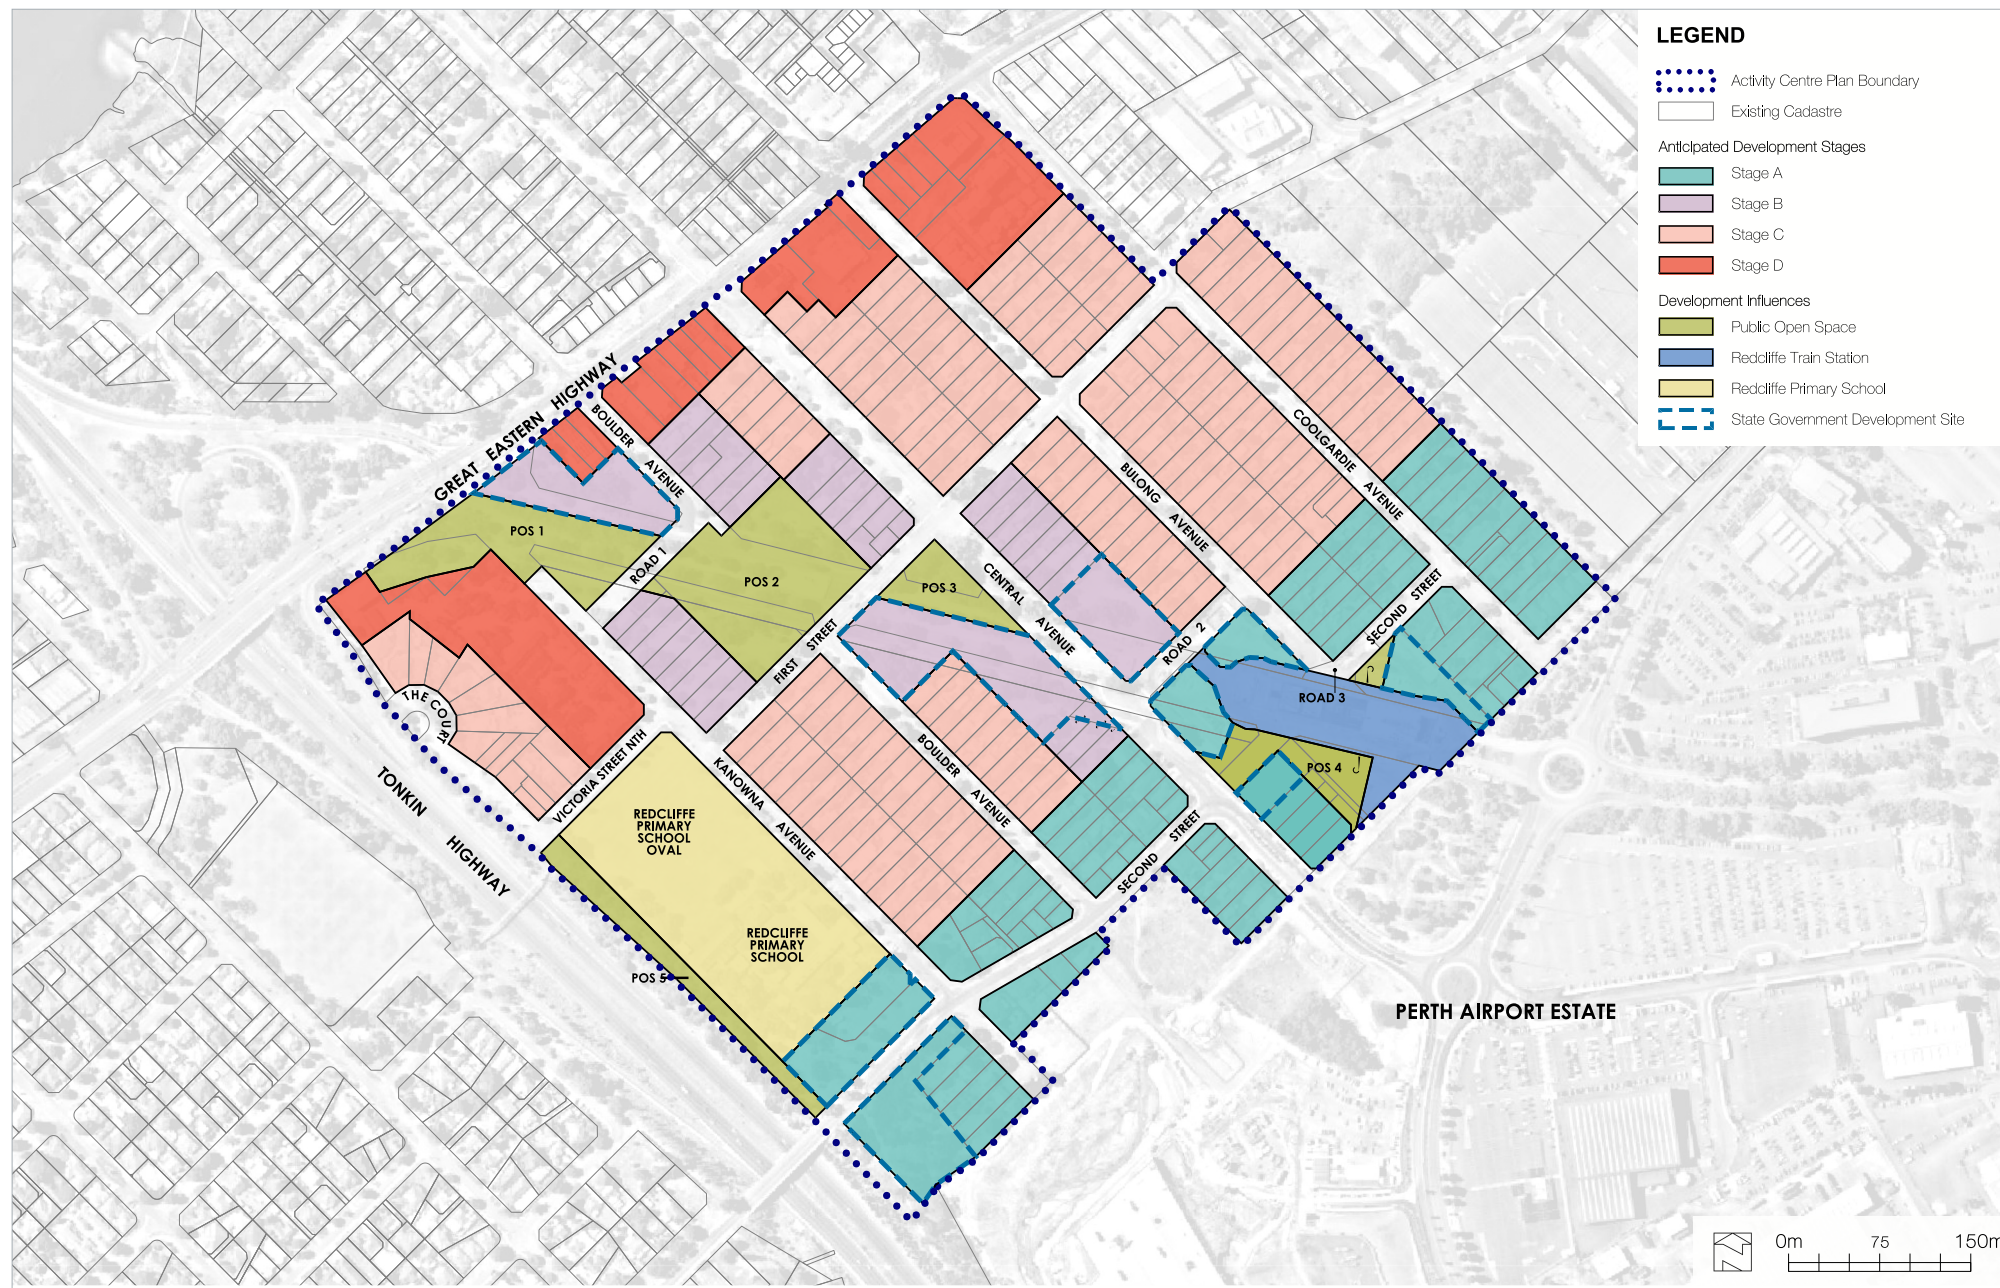 LEGEND
Activity Centre Plan Boundary
Existing Cadastre
Anticipated Development Stages
Stage A
Stage B
Stage C
Stage D
Development Influences
Public Open Space
Redcliffe Train Station
Redcliffe Primary School
State Government Development Site
GREAT EASTERN HIGHWAY
BOULDER AVENUE
COOLGARDIE AVENUE
BULONG AVENUE
POS 1
ROAD 1
POS 2
POS 3
CENTRAL AVENUE
FIRST STREET
ROAD 2
SECOND STREET
ROAD 3
THE COURT
VICTORIA STREET NTH
KANOWNA AVENUE
BOULDER AVENUE
POS 4
TONKIN HIGHWAY
REDCLIFFE
PRIMARY
SCHOOL
OVAL
SECOND STREET
REDCLIFFE
PRIMARY
SCHOOL
POS 5
PERTH AIRPORT ESTATE
0m 75 150m